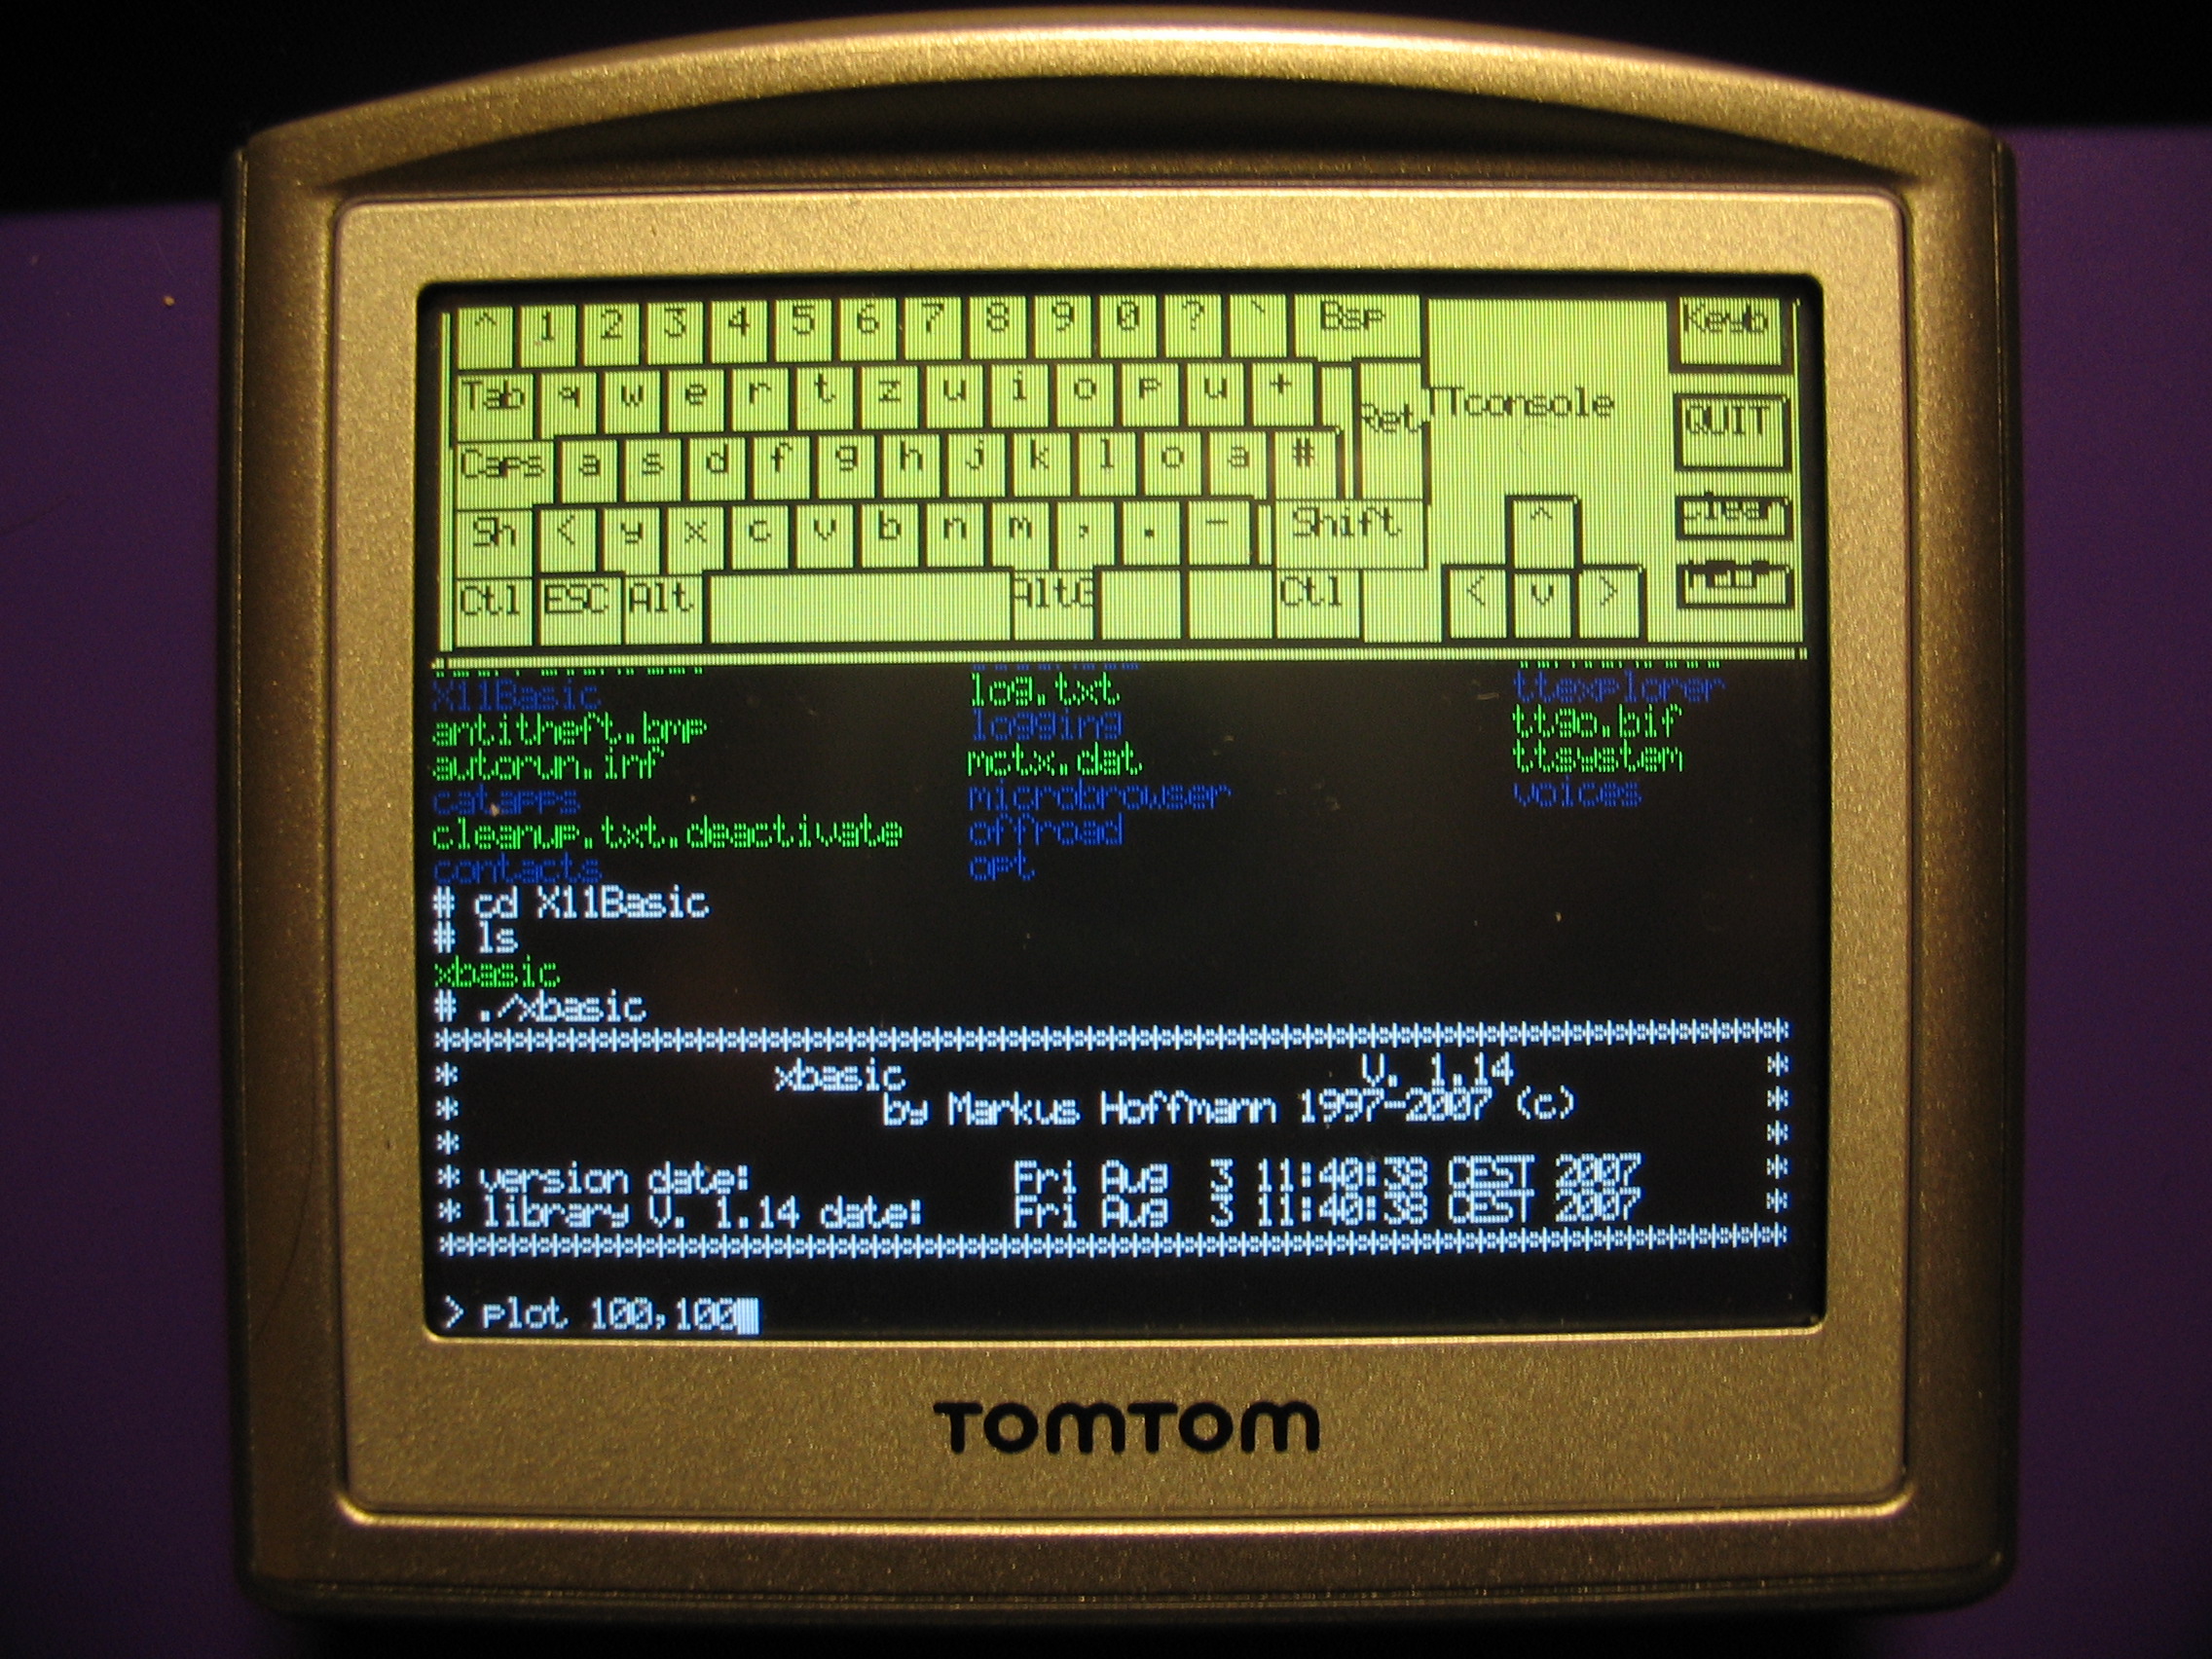 ^ 1 2 3 4 5 6 7 8 9 0 ? ` Bsp Keyb
Tab q w e r t z u i o p u + Ret TTconsole QUIT
Caps a s d f g h j k l o a #
Sh < y x c v b n m , . - Shift ^
Ctl ESC Alt AltG Ctl < v >
X11Basic log.txt ttexplorer
antitheft.bmp logging ttgo.bif
autorun.inf mctx.dat ttsystem
catapps microbrowser voices
cleanup.txt.deactivate offroad
contacts opt
# cd X11Basic
# ls
xbasic
# ./xbasic
* xbasic V. 1.14 *
* by Markus Hoffmann 1997-2007 (c) *
* *
* version date: Fri Aug 3 11:40:38 CEST 2007 *
* library V. 1.14 date: Fri Aug 3 11:40:38 CEST 2007 *
> plot 100,100
TOMTOM